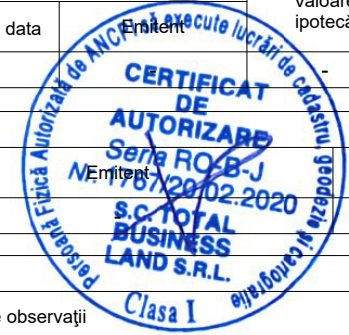 valoare
ipotecă
data
Emitent
-
Persoană Fizică Autorizată de ANCPI să execute lucrări de cadastru, geodezie și cartografie
CERTIFICAT
DE
AUTORIZARE
Seria RO-B-J
Nr. 1767/20.02.2020
S.C. TOTAL
BUSINESS
LAND S.R.L.
Clasa I
Emitent
-
observaţii